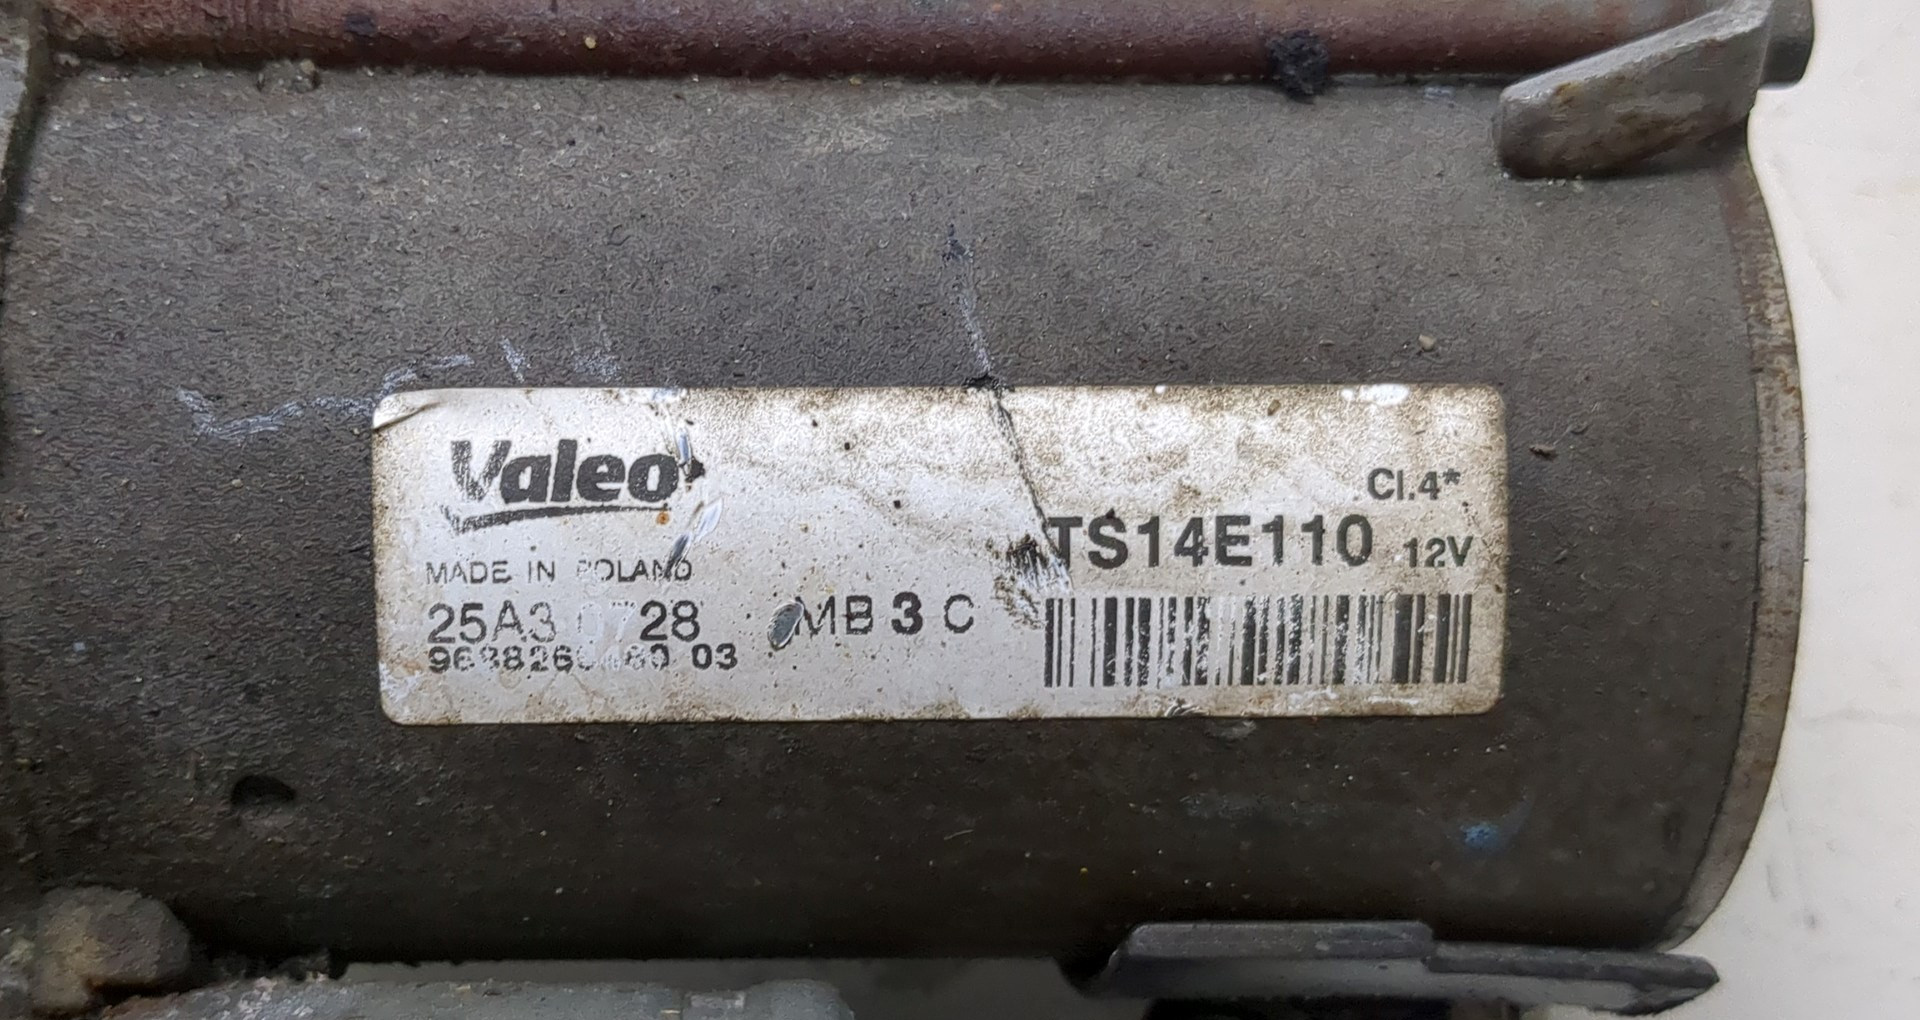 Valeo
Cl.4*
TS14E110 12V
MADE IN POLAND
25A3 728 MB 3 C
03